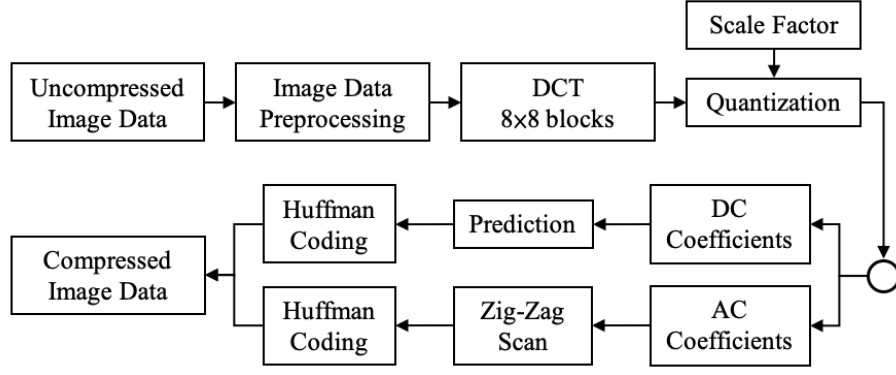 Scale Factor
Uncompressed
Image Data
Image Data
Preprocessing
DCT
8×8 blocks
Quantization
Huffman
Coding
Prediction
DC
Coefficients
Compressed
Image Data
Huffman
Coding
Zig-Zag
Scan
AC
Coefficients